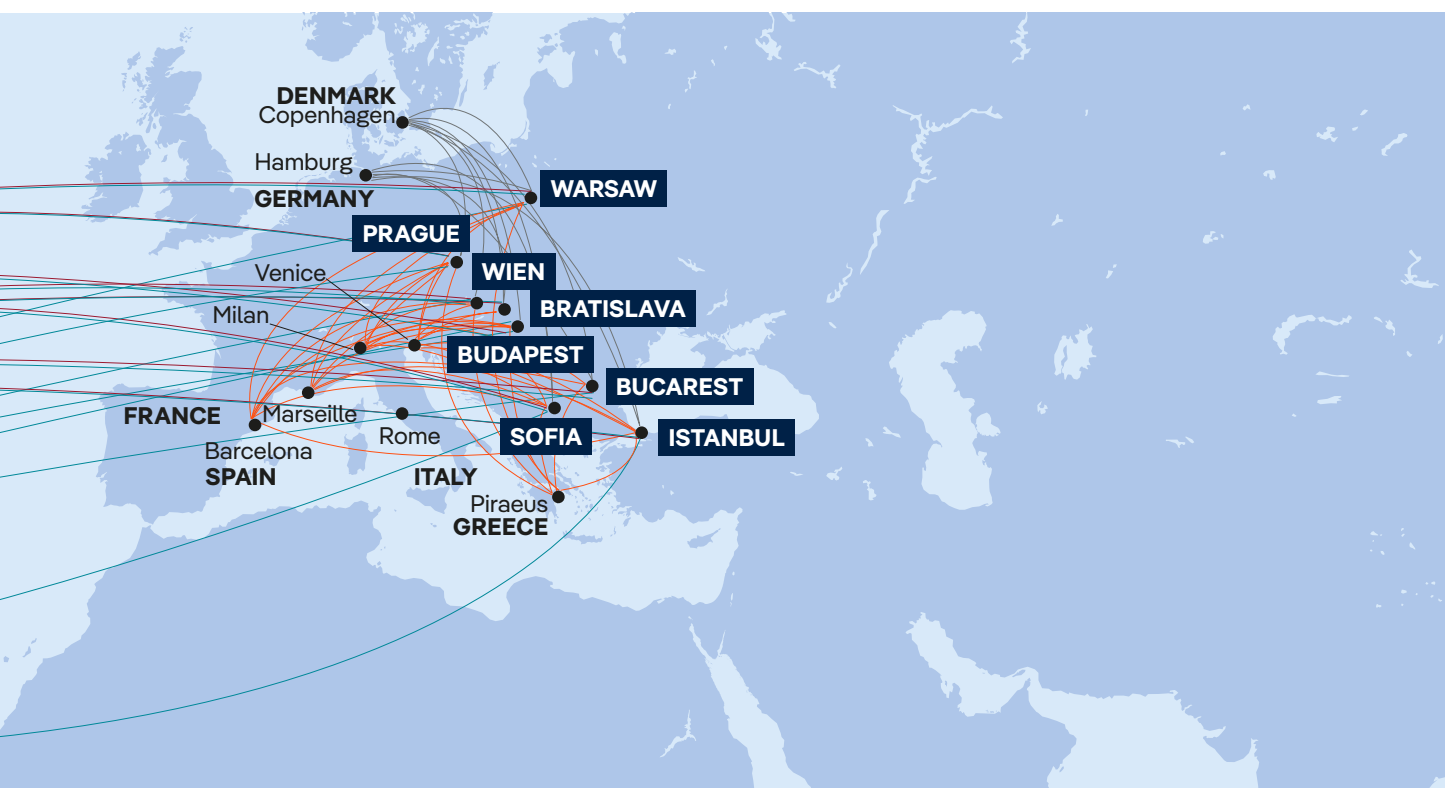 DENMARK
Copenhagen
Hamburg
GERMANY
WARSAW
PRAGUE
Venice
WIEN
Milan
BRATISLAVA
BUDAPEST
BUCAREST
FRANCE
Marseille
Rome
SOFIA
ISTANBUL
Barcelona
SPAIN
ITALY
Piraeus
GREECE